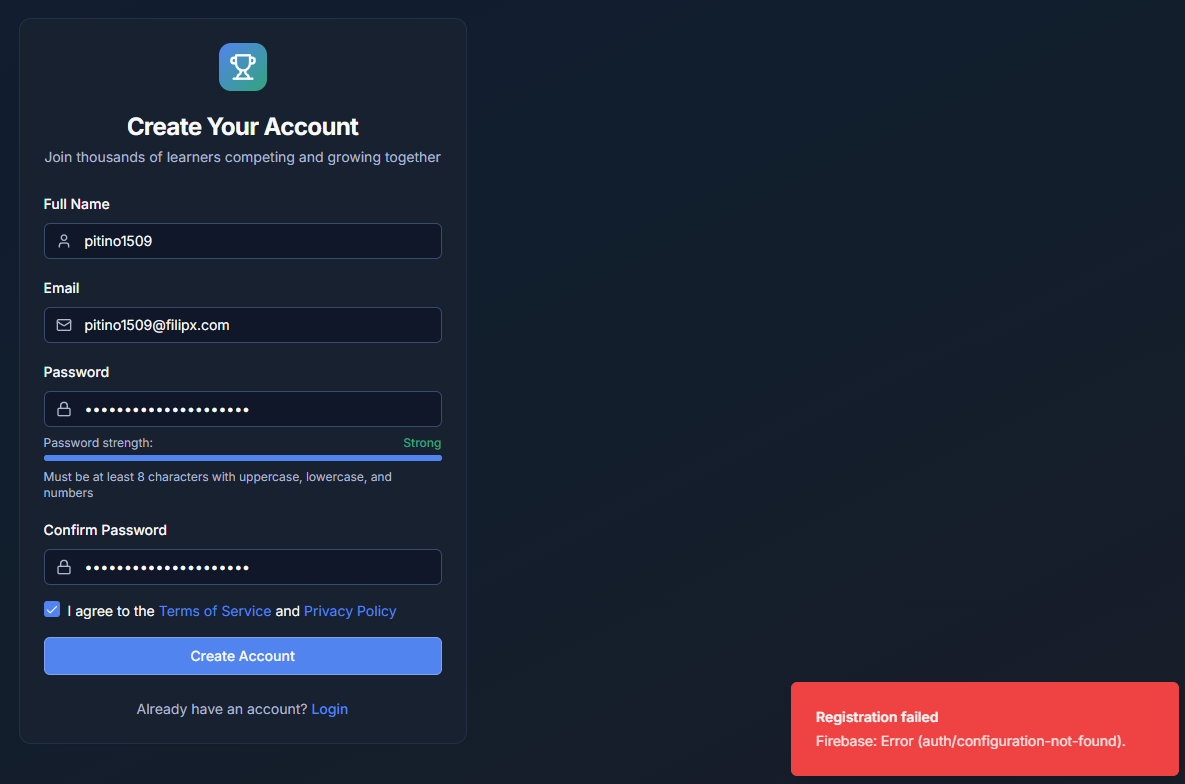 Create Your Account
Join thousands of learners competing and growing together
Full Name
pitino1509
Email
pitino1509@filipx.com
Password
•••••••••••••••••••••
Password strength: Strong
Must be at least 8 characters with uppercase, lowercase, and
numbers
Confirm Password
•••••••••••••••••••••
I agree to the Terms of Service and Privacy Policy
Create Account
Already have an account? Login
Registration failed
Firebase: Error (auth/configuration-not-found).